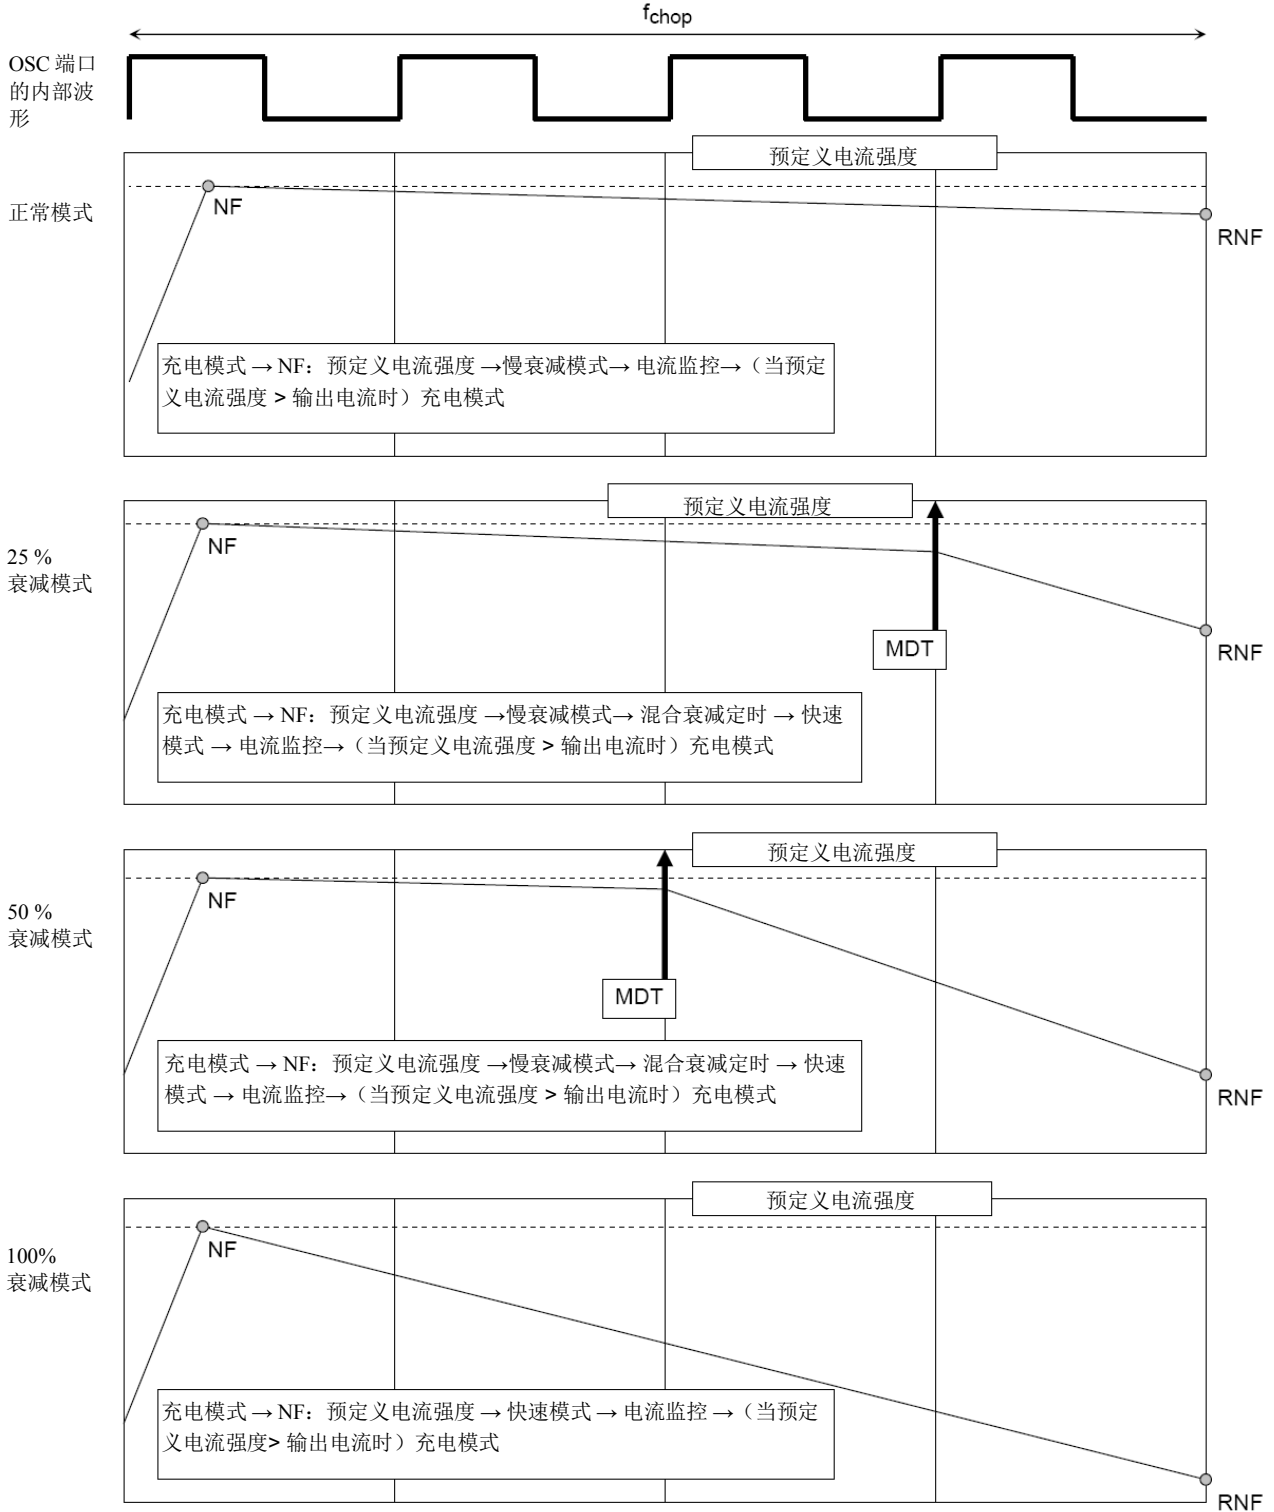 fchop
OSC 端口
的内部波
形
预定义电流强度
正常模式
NF
RNF
充电模式 → NF：预定义电流强度 →慢衰减模式→ 电流监控→（当预定
义电流强度 > 输出电流时）充电模式
预定义电流强度
25 %
衰减模式
NF
MDT
RNF
充电模式 → NF：预定义电流强度 →慢衰减模式→ 混合衰减定时 → 快速
模式 → 电流监控→（当预定义电流强度 > 输出电流时）充电模式
预定义电流强度
50 %
衰减模式
NF
MDT
RNF
充电模式 → NF：预定义电流强度 →慢衰减模式→ 混合衰减定时 → 快速
模式 → 电流监控→（当预定义电流强度 > 输出电流时）充电模式
预定义电流强度
100%
衰减模式
NF
充电模式 → NF：预定义电流强度 → 快速模式 → 电流监控 →（当预定
义电流强度> 输出电流时）充电模式
RNF